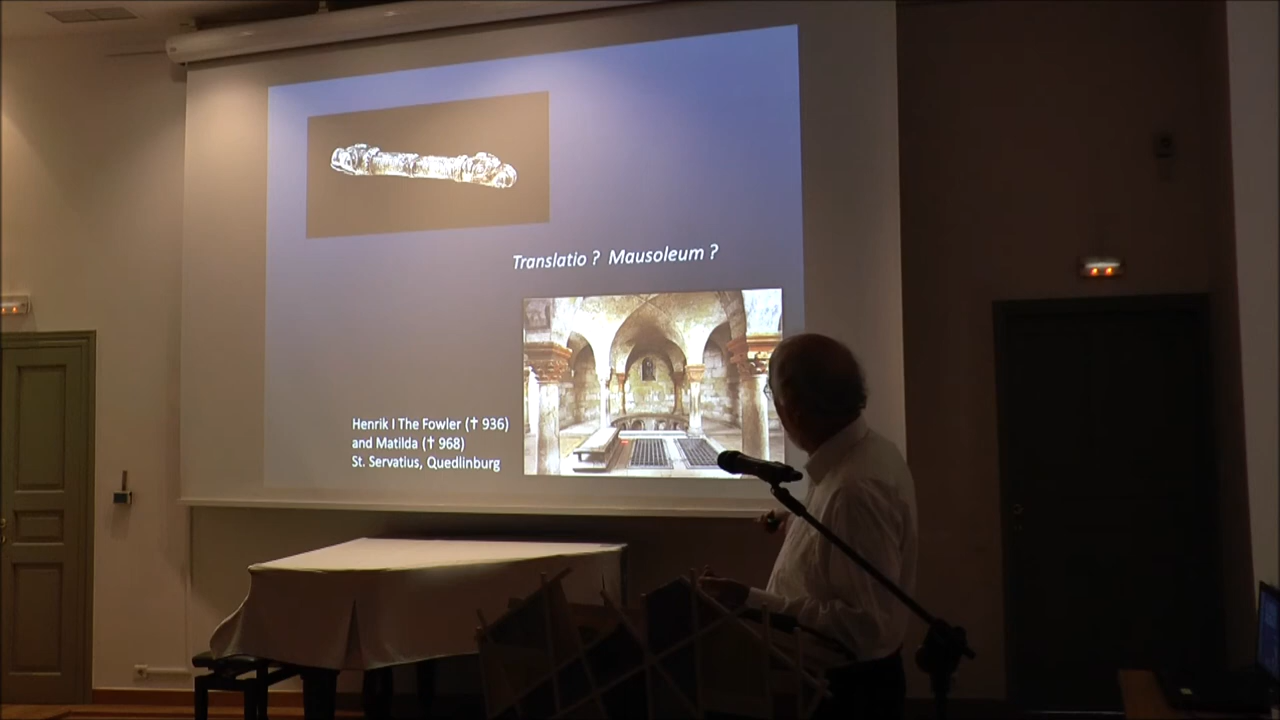 Translatio ? Mausoleum ?
Henrik I The Fowler († 936)
and Matilda († 968)
St. Servatius, Quedlinburg